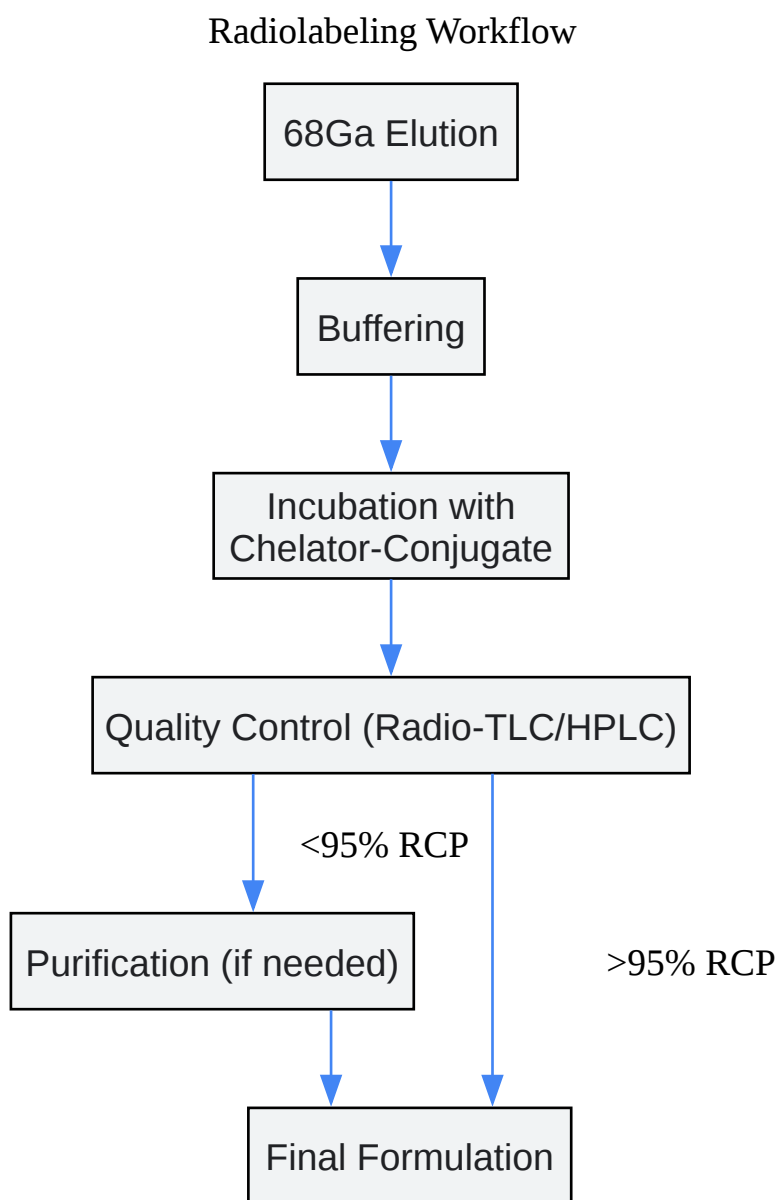 Radiolabeling Workflow
68Ga Elution
Buffering
Incubation with
Chelator-Conjugate
Quality Control (Radio-TLC/HPLC)
<95% RCP
Purification (if needed)
>95% RCP
Final Formulation